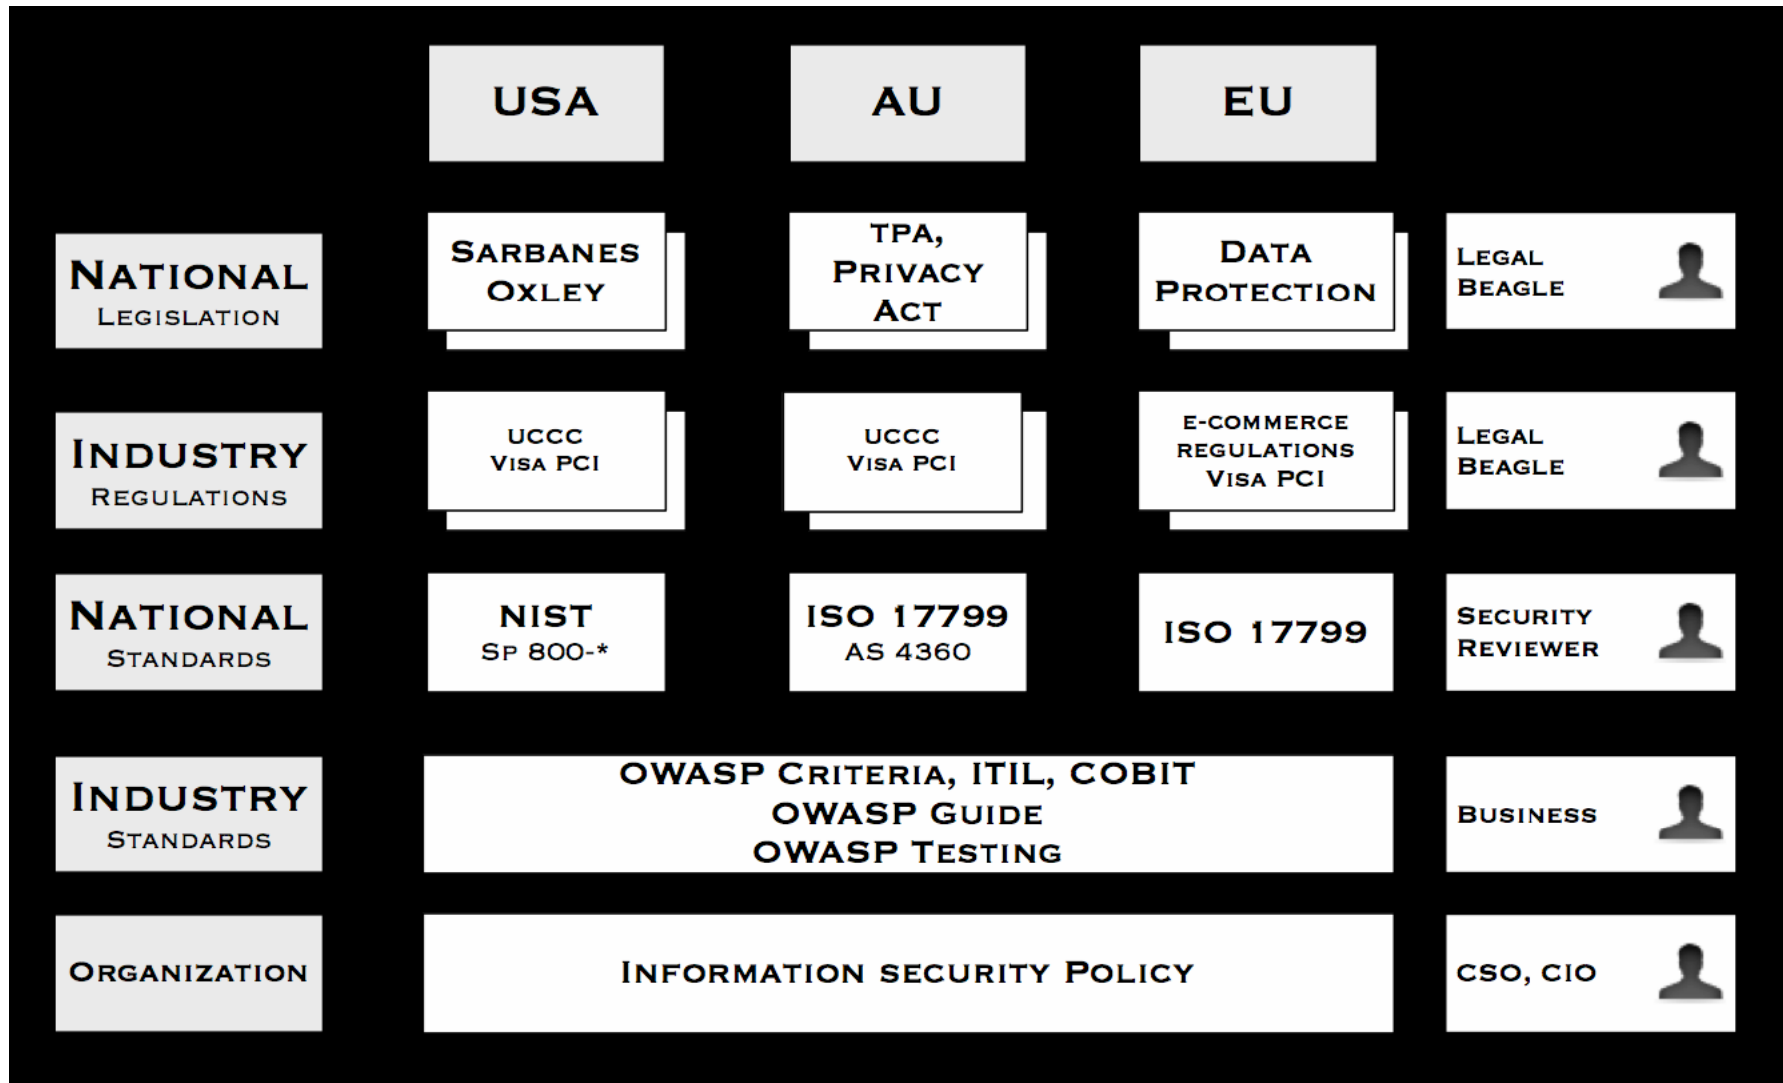 USA
AU
EU
National
Legislation
Sarbanes
Oxley
TPA,
Privacy
Act
Data
Protection
Legal
Beagle
Industry
Regulations
UCCC
Visa PCI
UCCC
Visa PCI
e-commerce
regulations
Visa PCI
Legal
Beagle
National
Standards
NIST
Sp 800-*
ISO 17799
AS 4360
ISO 17799
Security
Reviewer
Industry
Standards
OWASP Criteria, ITIL, COBIT
OWASP Guide
OWASP Testing
Business
Organization
Information security Policy
CSO, CIO